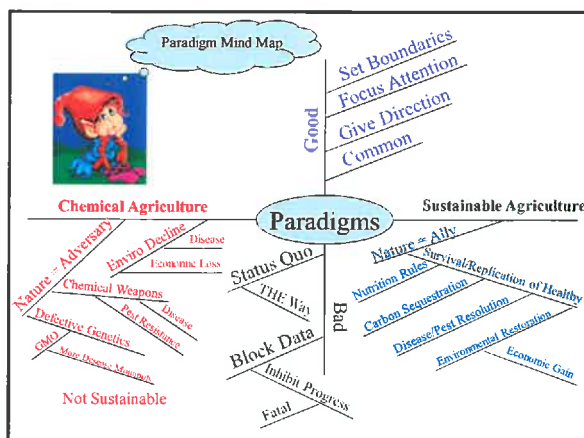 Paradigm Mind Map
Set Boundaries
Focus Attention
Give Direction
Common
Good
Chemical Agriculture
Paradigms
Sustainable Agriculture
Nature = Adversary
Enviro Decline
Disease
Economic Loss
Chemical Weapons
Disease
Pest Resistance
Defective Genetics
GMO
More Disease
Not Sustainable
Status Quo
THE Way
Bad
Block Data
Inhibit Progress
Fatal
Nature = Ally
Survival/Replication of Healthy
Nutrition Rules
Carbon Sequestration
Disease/Pest Resolution
Environmental Restoration
Economic Gain